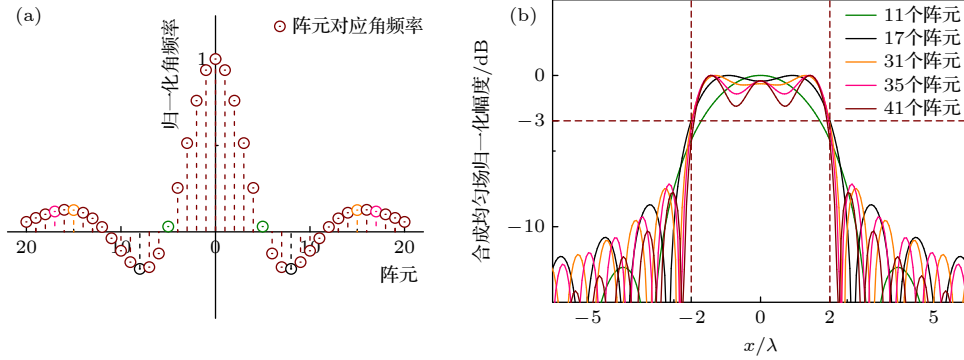 (a)
阵元对应角频率
归一化角频率
1
20
10
0
10
20
阵元
(b)
11个阵元
17个阵元
31个阵元
35个阵元
41个阵元
合成均匀场归一化幅度/dB
0
−3
−10
−5
−2
0
2
5
x/λ